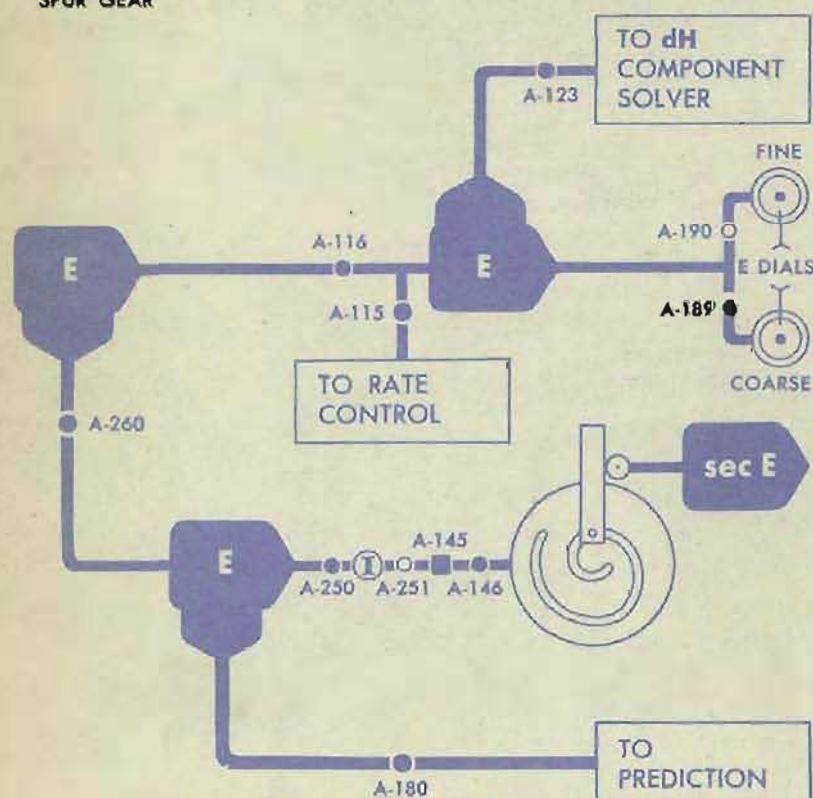 SPUR GEAR
TO dH
COMPONENT
SOLVER
A-123
FINE
A-190
E DIALS
A-189
COARSE
E
A-116
E
A-115
TO RATE
CONTROL
A-260
sec E
E
A-250
I
A-251
A-145
A-146
TO
PREDICTION
A-180